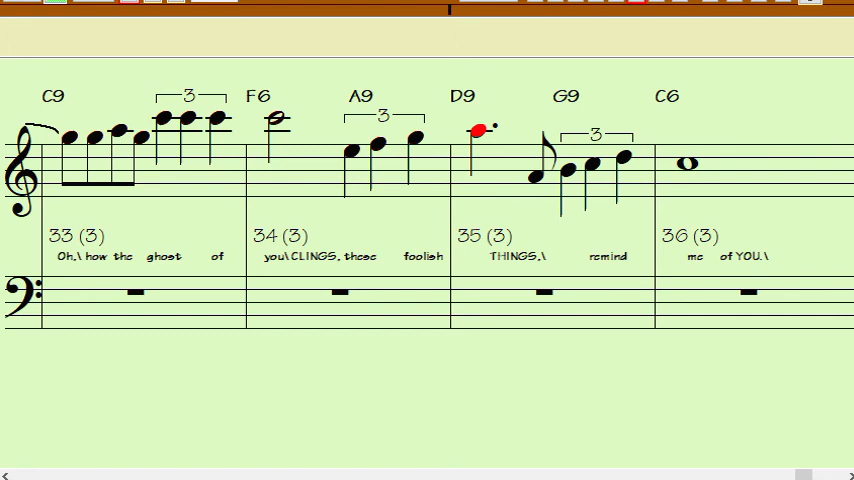 C9 3 F6 A9 3 D9 G9 3 C6
33 (3) 34 (3) 35 (3) 36 (3)
Oh,\ how the ghost of you\CLINGS, these foolish THINGS,\ remind me of YOU.\